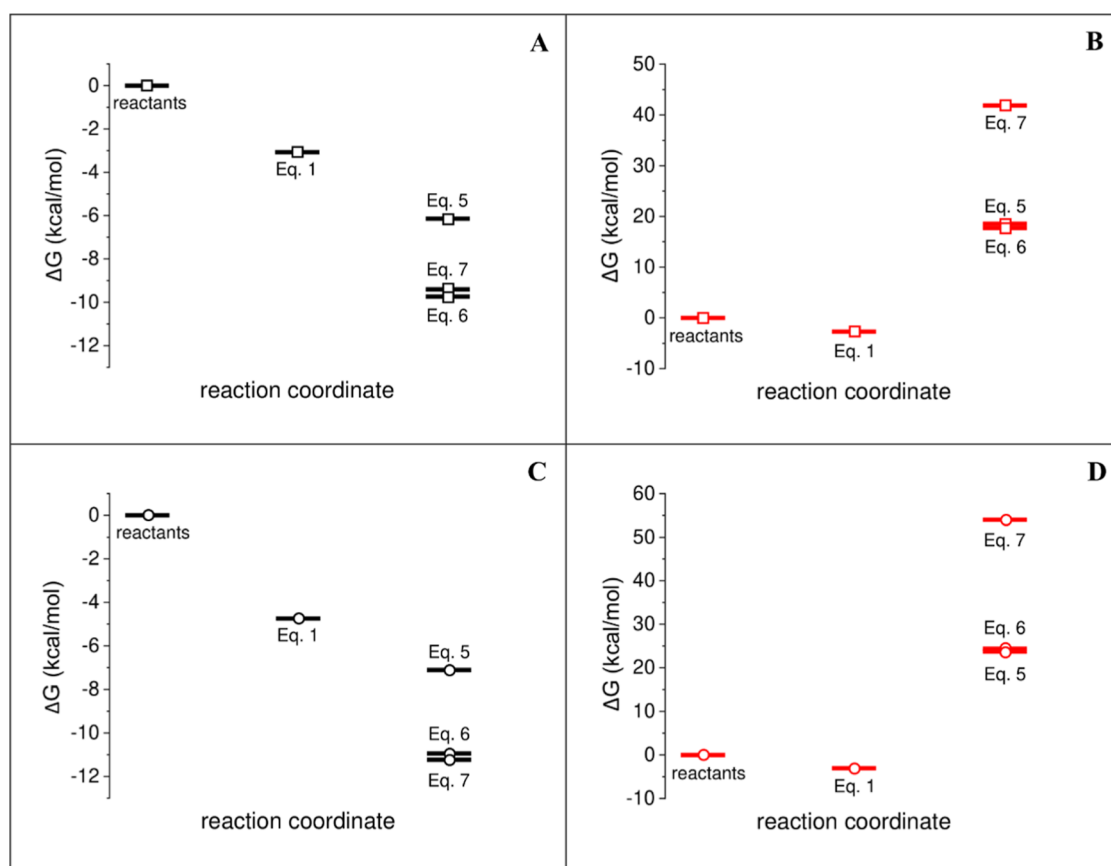 A
ΔG (kcal/mol)
0
-2
-4
-6
-8
-10
-12
reactants
Eq. 1
Eq. 5
Eq. 7
Eq. 6
reaction coordinate
B
ΔG (kcal/mol)
50
40
30
20
10
0
-10
Eq. 7
Eq. 5
Eq. 6
reactants
Eq. 1
reaction coordinate
C
ΔG (kcal/mol)
0
-2
-4
-6
-8
-10
-12
reactants
Eq. 1
Eq. 5
Eq. 6
Eq. 7
reaction coordinate
D
ΔG (kcal/mol)
60
50
40
30
20
10
0
-10
Eq. 7
Eq. 6
Eq. 5
reactants
Eq. 1
reaction coordinate